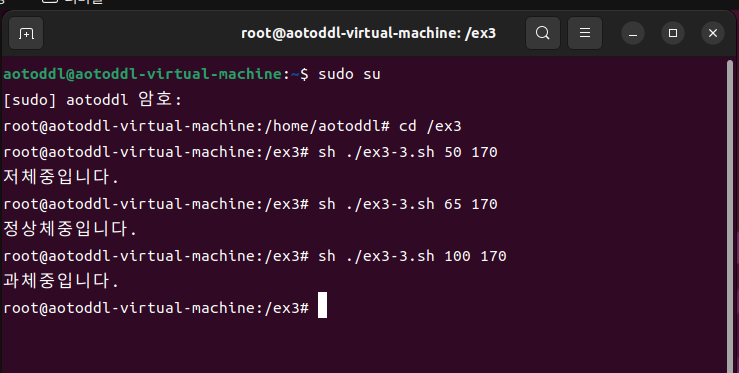 root@aotoddl-virtual-machine: /ex3
aotoddl@aotoddl-virtual-machine:~$ sudo su
[sudo] aotoddl 암호:
root@aotoddl-virtual-machine:/home/aotoddl# cd /ex3
root@aotoddl-virtual-machine:/ex3# sh ./ex3-3.sh 50 170
저체중입니다.
root@aotoddl-virtual-machine:/ex3# sh ./ex3-3.sh 65 170
정상체중입니다.
root@aotoddl-virtual-machine:/ex3# sh ./ex3-3.sh 100 170
과체중입니다.
root@aotoddl-virtual-machine:/ex3#